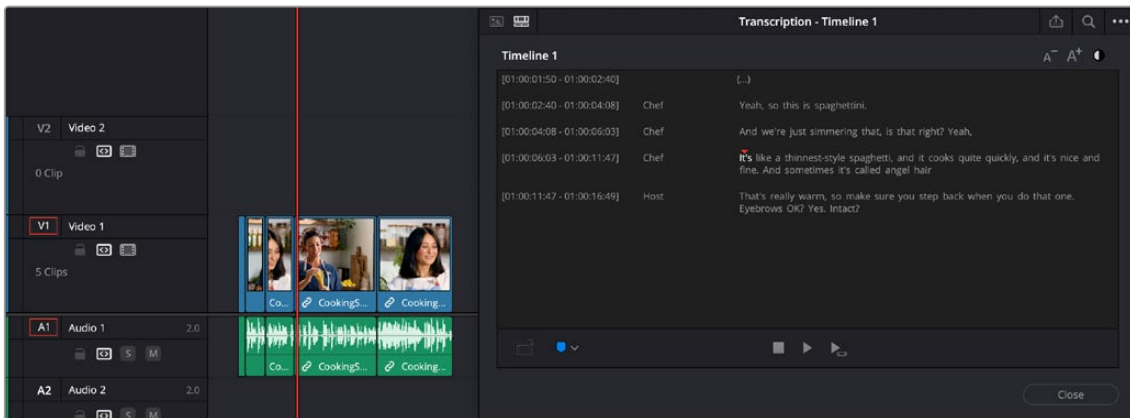 Transcription - Timeline 1
Timeline 1
A- A+
[01:00:01:50 - 01:00:02:40] (...)
[01:00:02:40 - 01:00:04:08] Chef Yeah, so this is spaghettini.
[01:00:04:08 - 01:00:06:03] Chef And we're just simmering that, is that right? Yeah,
[01:00:06:03 - 01:00:11:47] Chef It's like a thinnest-style spaghetti, and it cooks quite quickly, and it's nice and
fine. And sometimes it's called angel hair
[01:00:11:47 - 01:00:16:49] Host That's really warm, so make sure you step back when you do that one.
Eyebrows OK? Yes. Intact?
Close
V2 Video 2
0 Clip
V1 Video 1
5 Clips
Co... CookingS... Cooking...
A1 Audio 1 2.0
S M
Co... CookingS... Cooking...
A2 Audio 2 2.0
S M